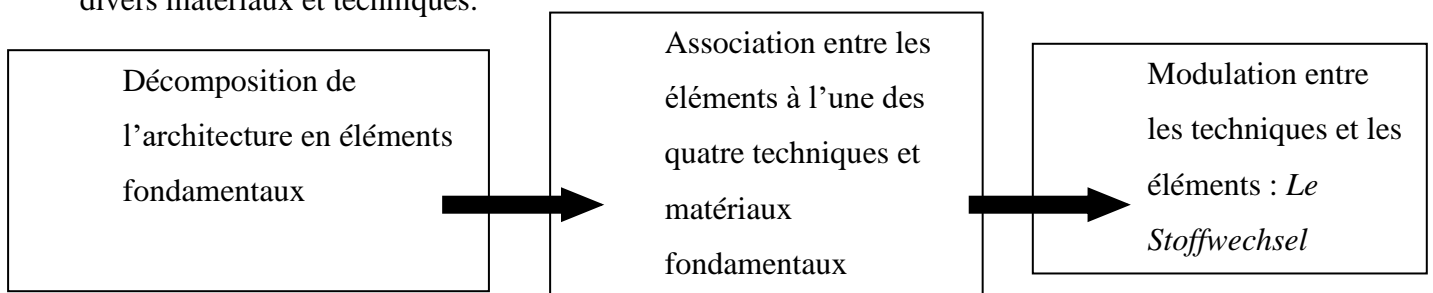 divers matériaux et techniques.
Décomposition de
l’architecture en éléments
fondamentaux
Association entre les
éléments à l’une des
quatre techniques et
matériaux
fondamentaux
Modulation entre
les techniques et les
éléments : Le
Stoffwechsel